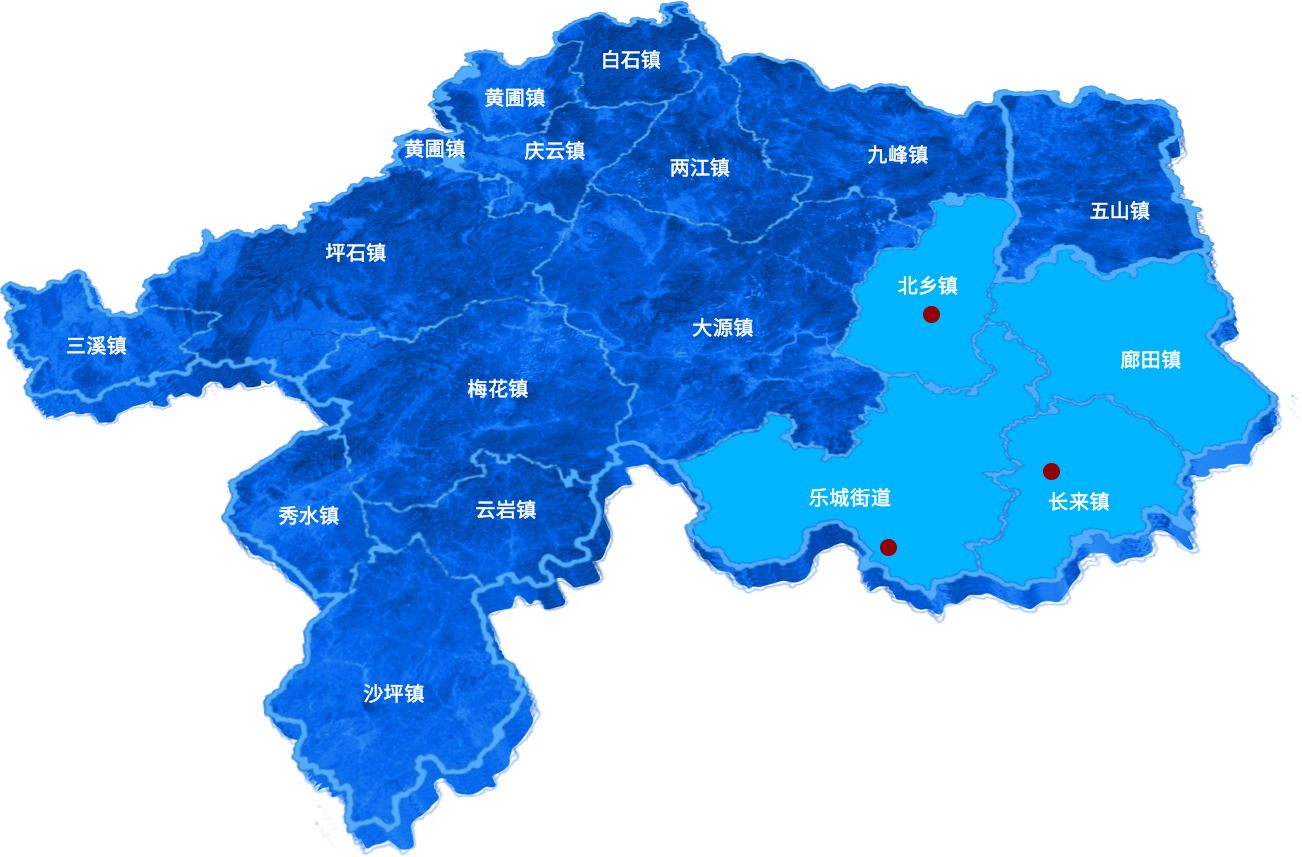 白石镇
黄圃镇
黄圃镇
庆云镇
两江镇
九峰镇
五山镇
坪石镇
北乡镇
三溪镇
大源镇
廊田镇
梅花镇
乐城街道
长来镇
秀水镇
云岩镇
沙坪镇